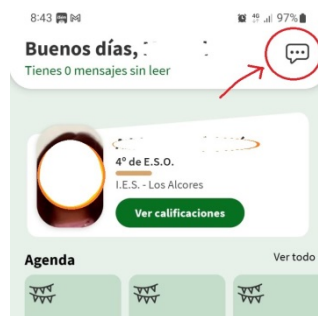 8:43
4G 97%
Buenos días,
Tienes 0 mensajes sin leer
4º de E.S.O.
I.E.S. - Los Alcores
Ver calificaciones
Agenda Ver todo